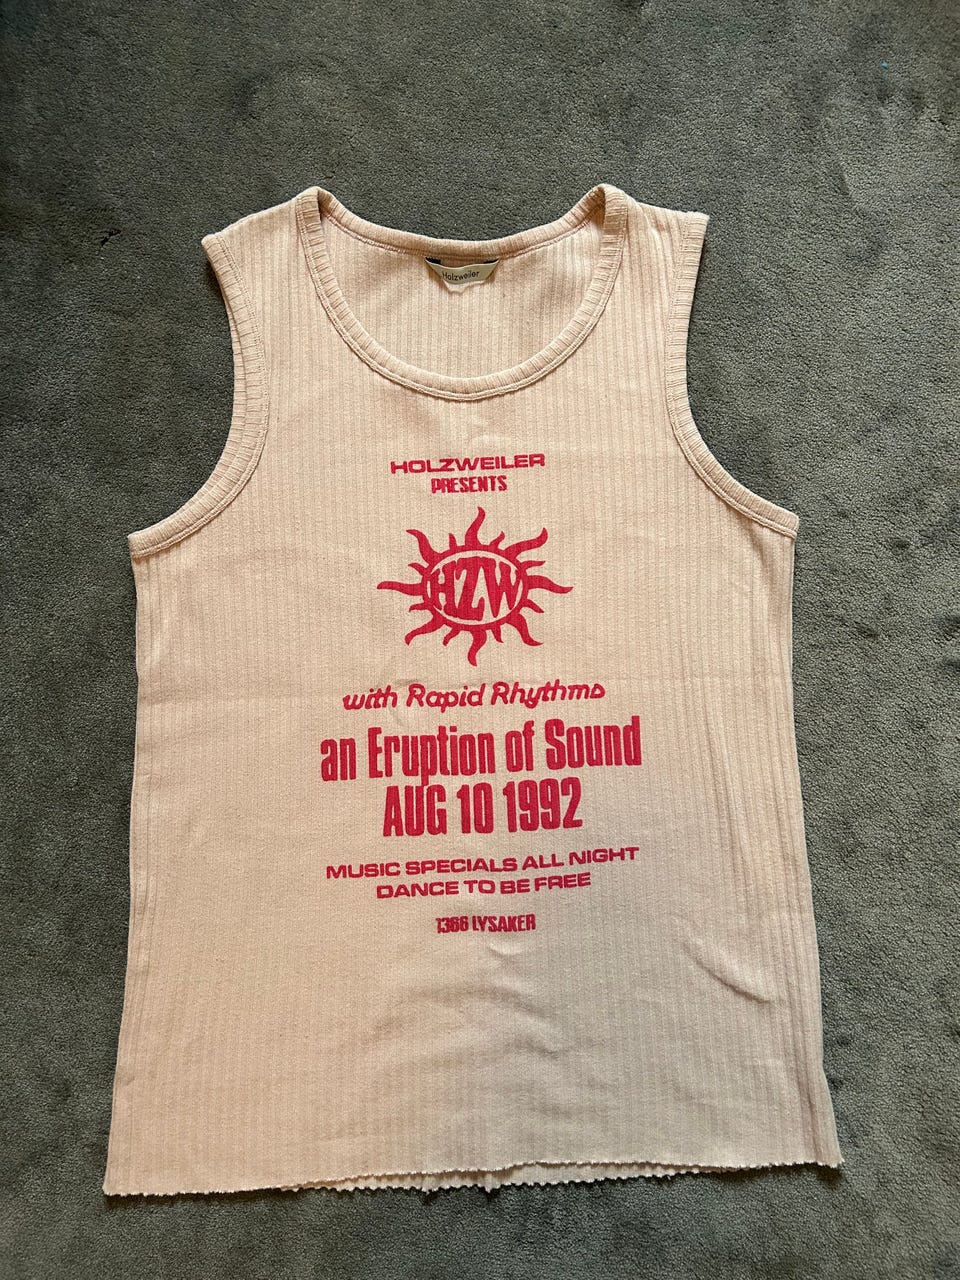 Holzweiler
HOLZWEILER
PRESENTS
HZW
with Rapid Rhythms
an Eruption of Sound
AUG 10 1992
MUSIC SPECIALS ALL NIGHT
DANCE TO BE FREE
1366 LYSAKER